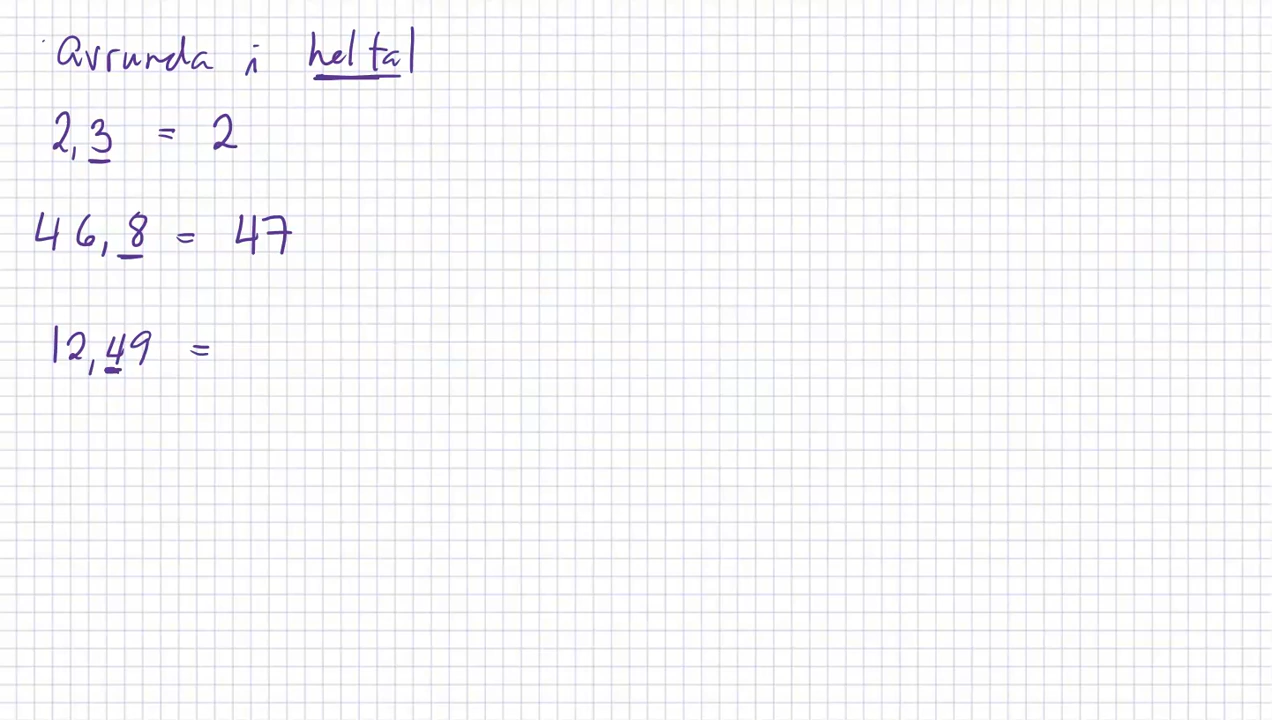 Avrunda i heltal
2,3 = 2
46,8 = 47
12,49 =